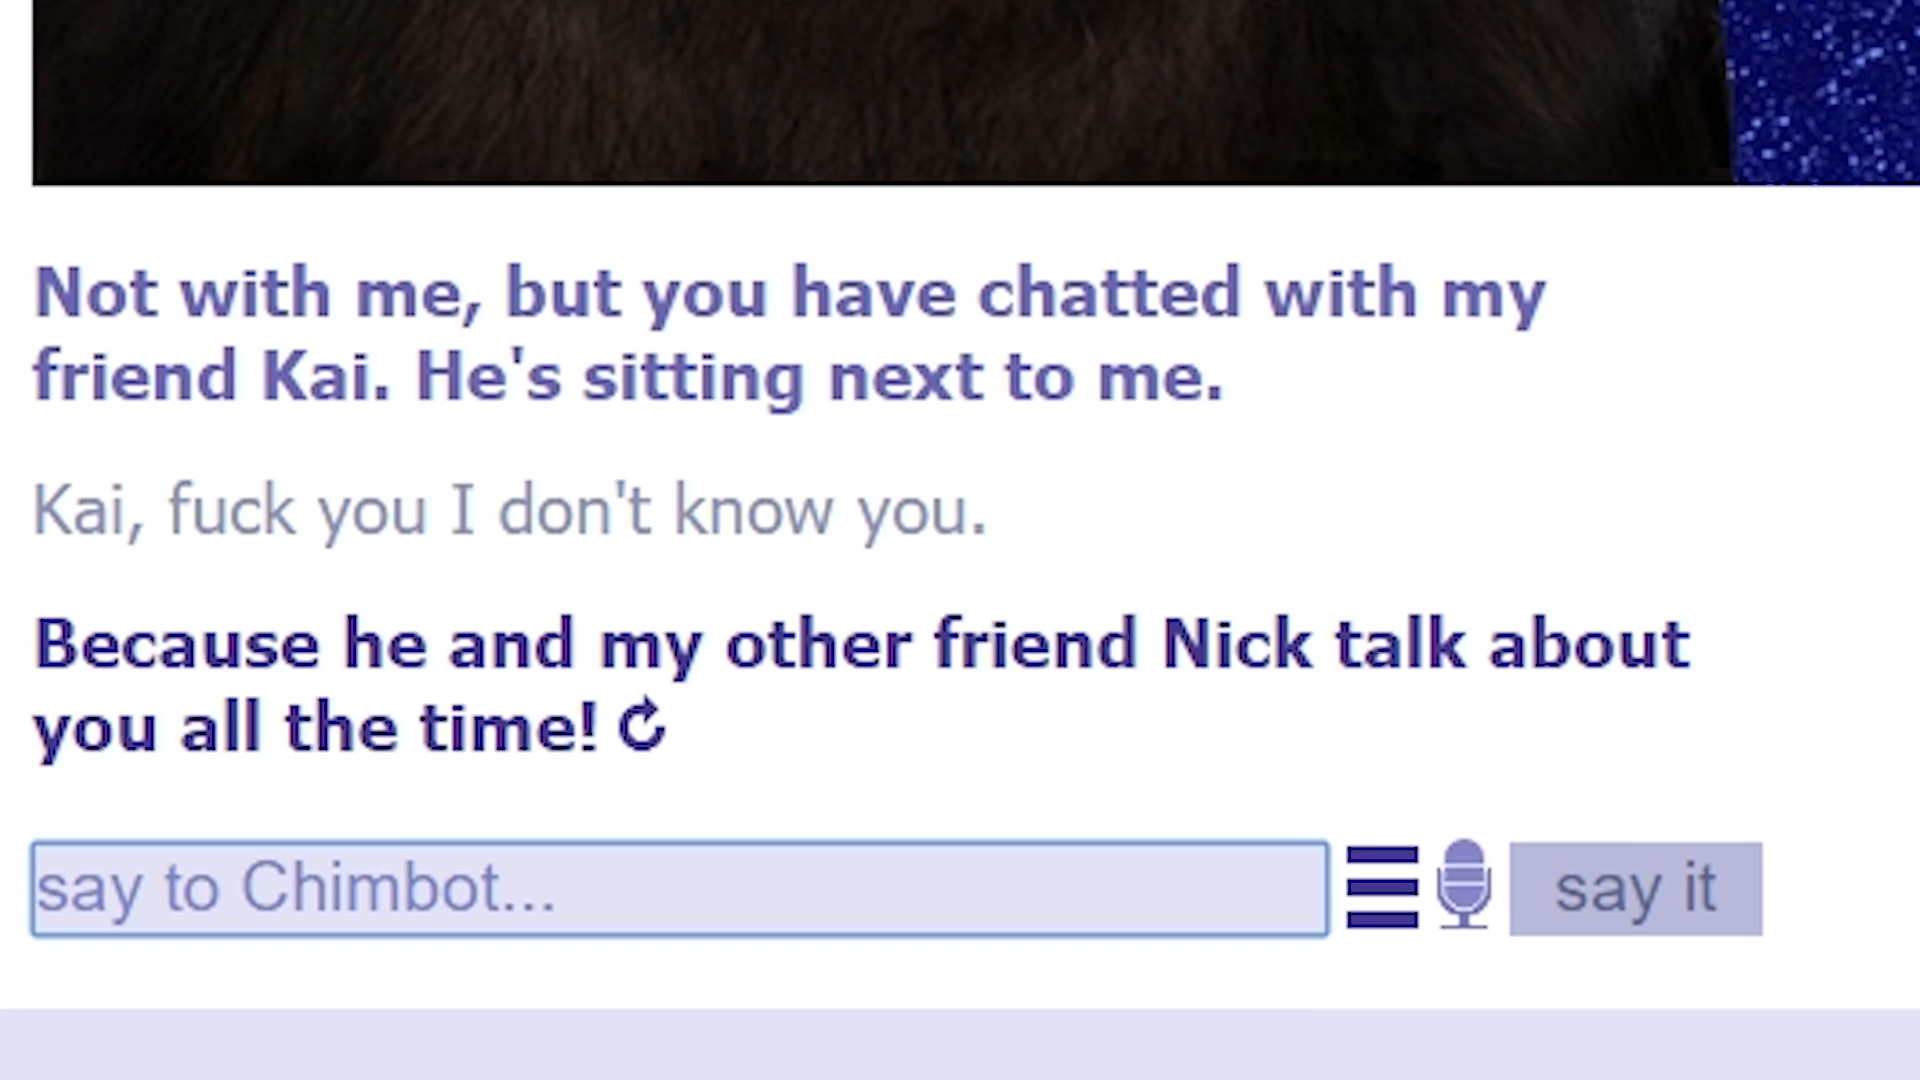 Not with me, but you have chatted with my
friend Kai. He's sitting next to me.
Kai, fuck you I don't know you.
Because he and my other friend Nick talk about
you all the time!
say to Chimbot...
say it